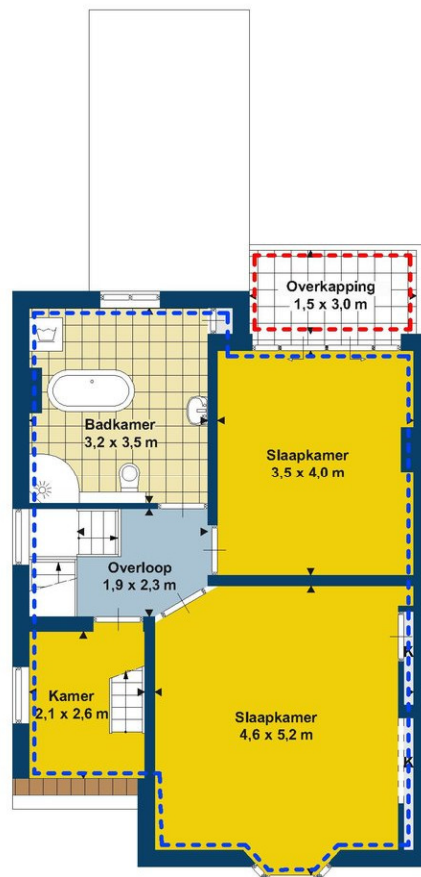 Overkapping
1,5 x 3,0 m
Badkamer
3,2 x 3,5 m
Slaapkamer
3,5 x 4,0 m
Overloop
1,9 x 2,3 m
Kamer
2,1 x 2,6 m
Slaapkamer
4,6 x 5,2 m
K
K